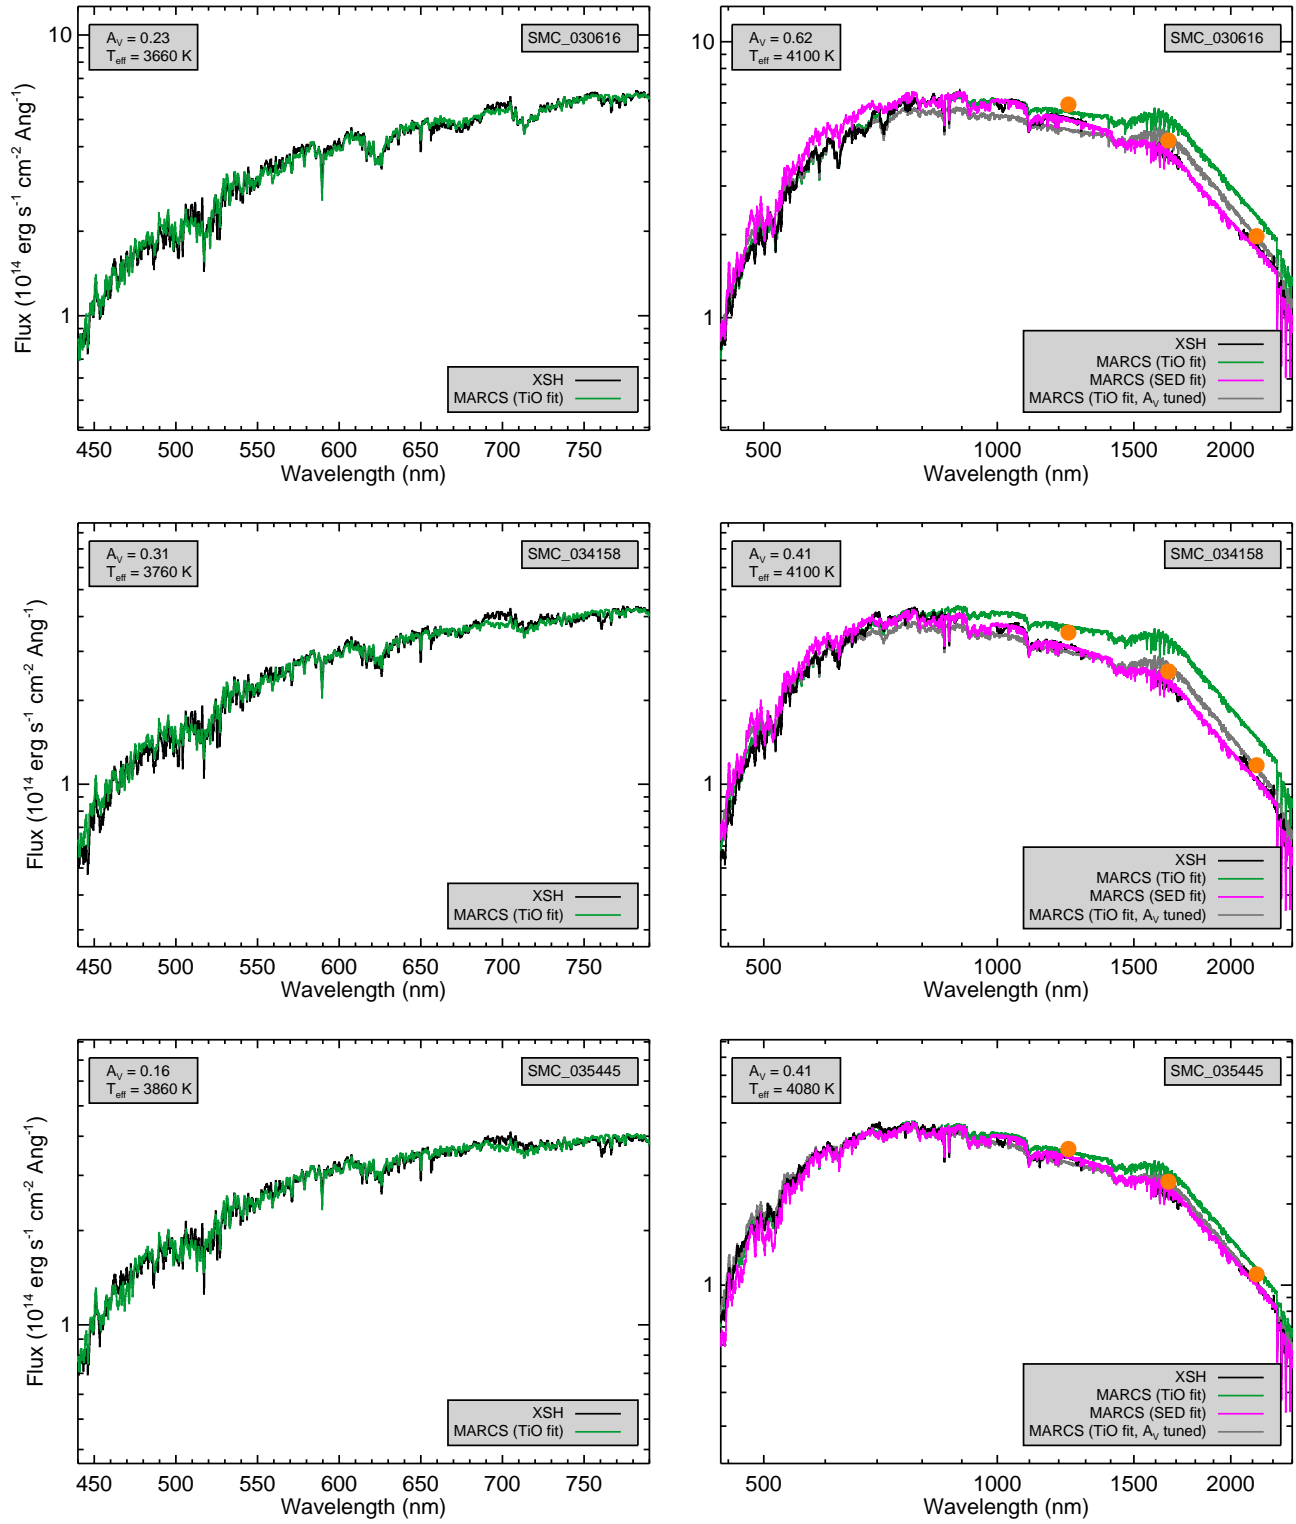 A_V = 0.23
T_eff = 3660 K
SMC_030616
10
1
Flux (10^14 erg s^-1 cm^-2 Ang^-1)
XSH
MARCS (TiO fit)
450 500 550 600 650 700 750
Wavelength (nm)
A_V = 0.62
T_eff = 4100 K
SMC_030616
10
1
XSH
MARCS (TiO fit)
MARCS (SED fit)
MARCS (TiO fit, A_V tuned)
500 1000 1500 2000
Wavelength (nm)
A_V = 0.31
T_eff = 3760 K
SMC_034158
1
Flux (10^14 erg s^-1 cm^-2 Ang^-1)
XSH
MARCS (TiO fit)
450 500 550 600 650 700 750
Wavelength (nm)
A_V = 0.41
T_eff = 4100 K
SMC_034158
1
XSH
MARCS (TiO fit)
MARCS (SED fit)
MARCS (TiO fit, A_V tuned)
500 1000 1500 2000
Wavelength (nm)
A_V = 0.16
T_eff = 3860 K
SMC_035445
1
Flux (10^14 erg s^-1 cm^-2 Ang^-1)
XSH
MARCS (TiO fit)
450 500 550 600 650 700 750
Wavelength (nm)
A_V = 0.41
T_eff = 4080 K
SMC_035445
1
XSH
MARCS (TiO fit)
MARCS (SED fit)
MARCS (TiO fit, A_V tuned)
500 1000 1500 2000
Wavelength (nm)